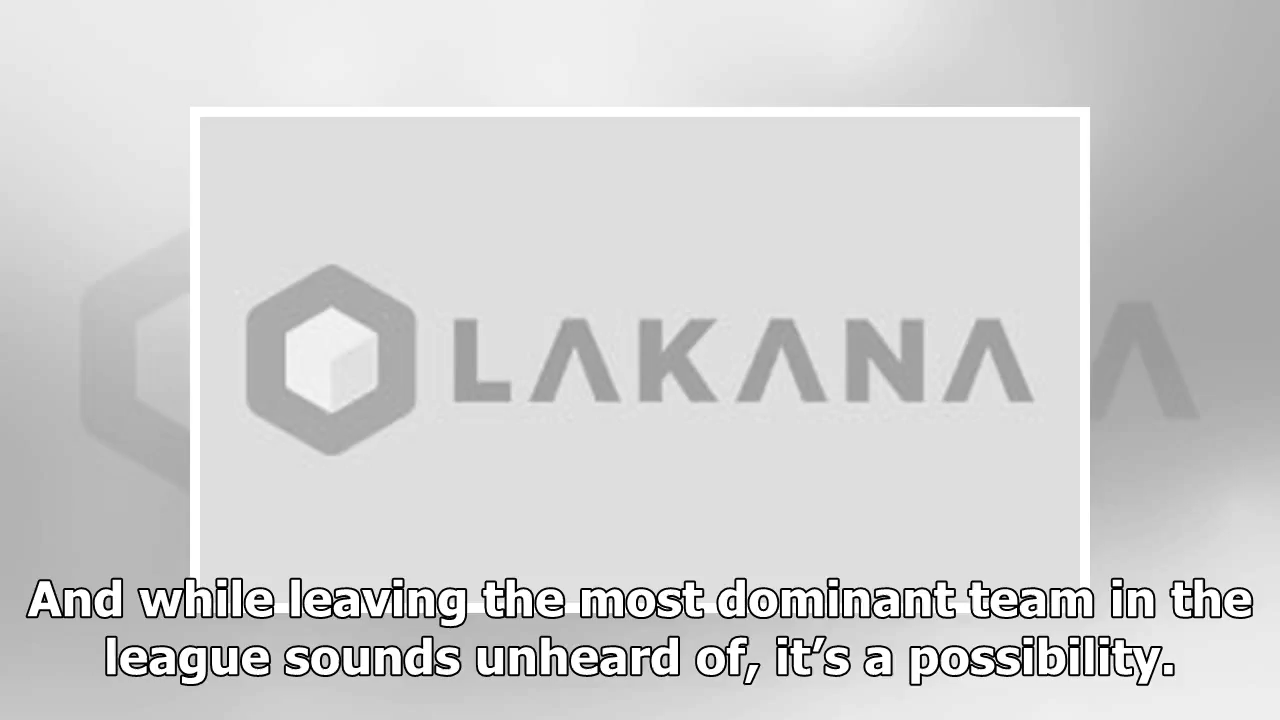 LAKANA
And while leaving the most dominant team in the
league sounds unheard of, it’s a possibility.